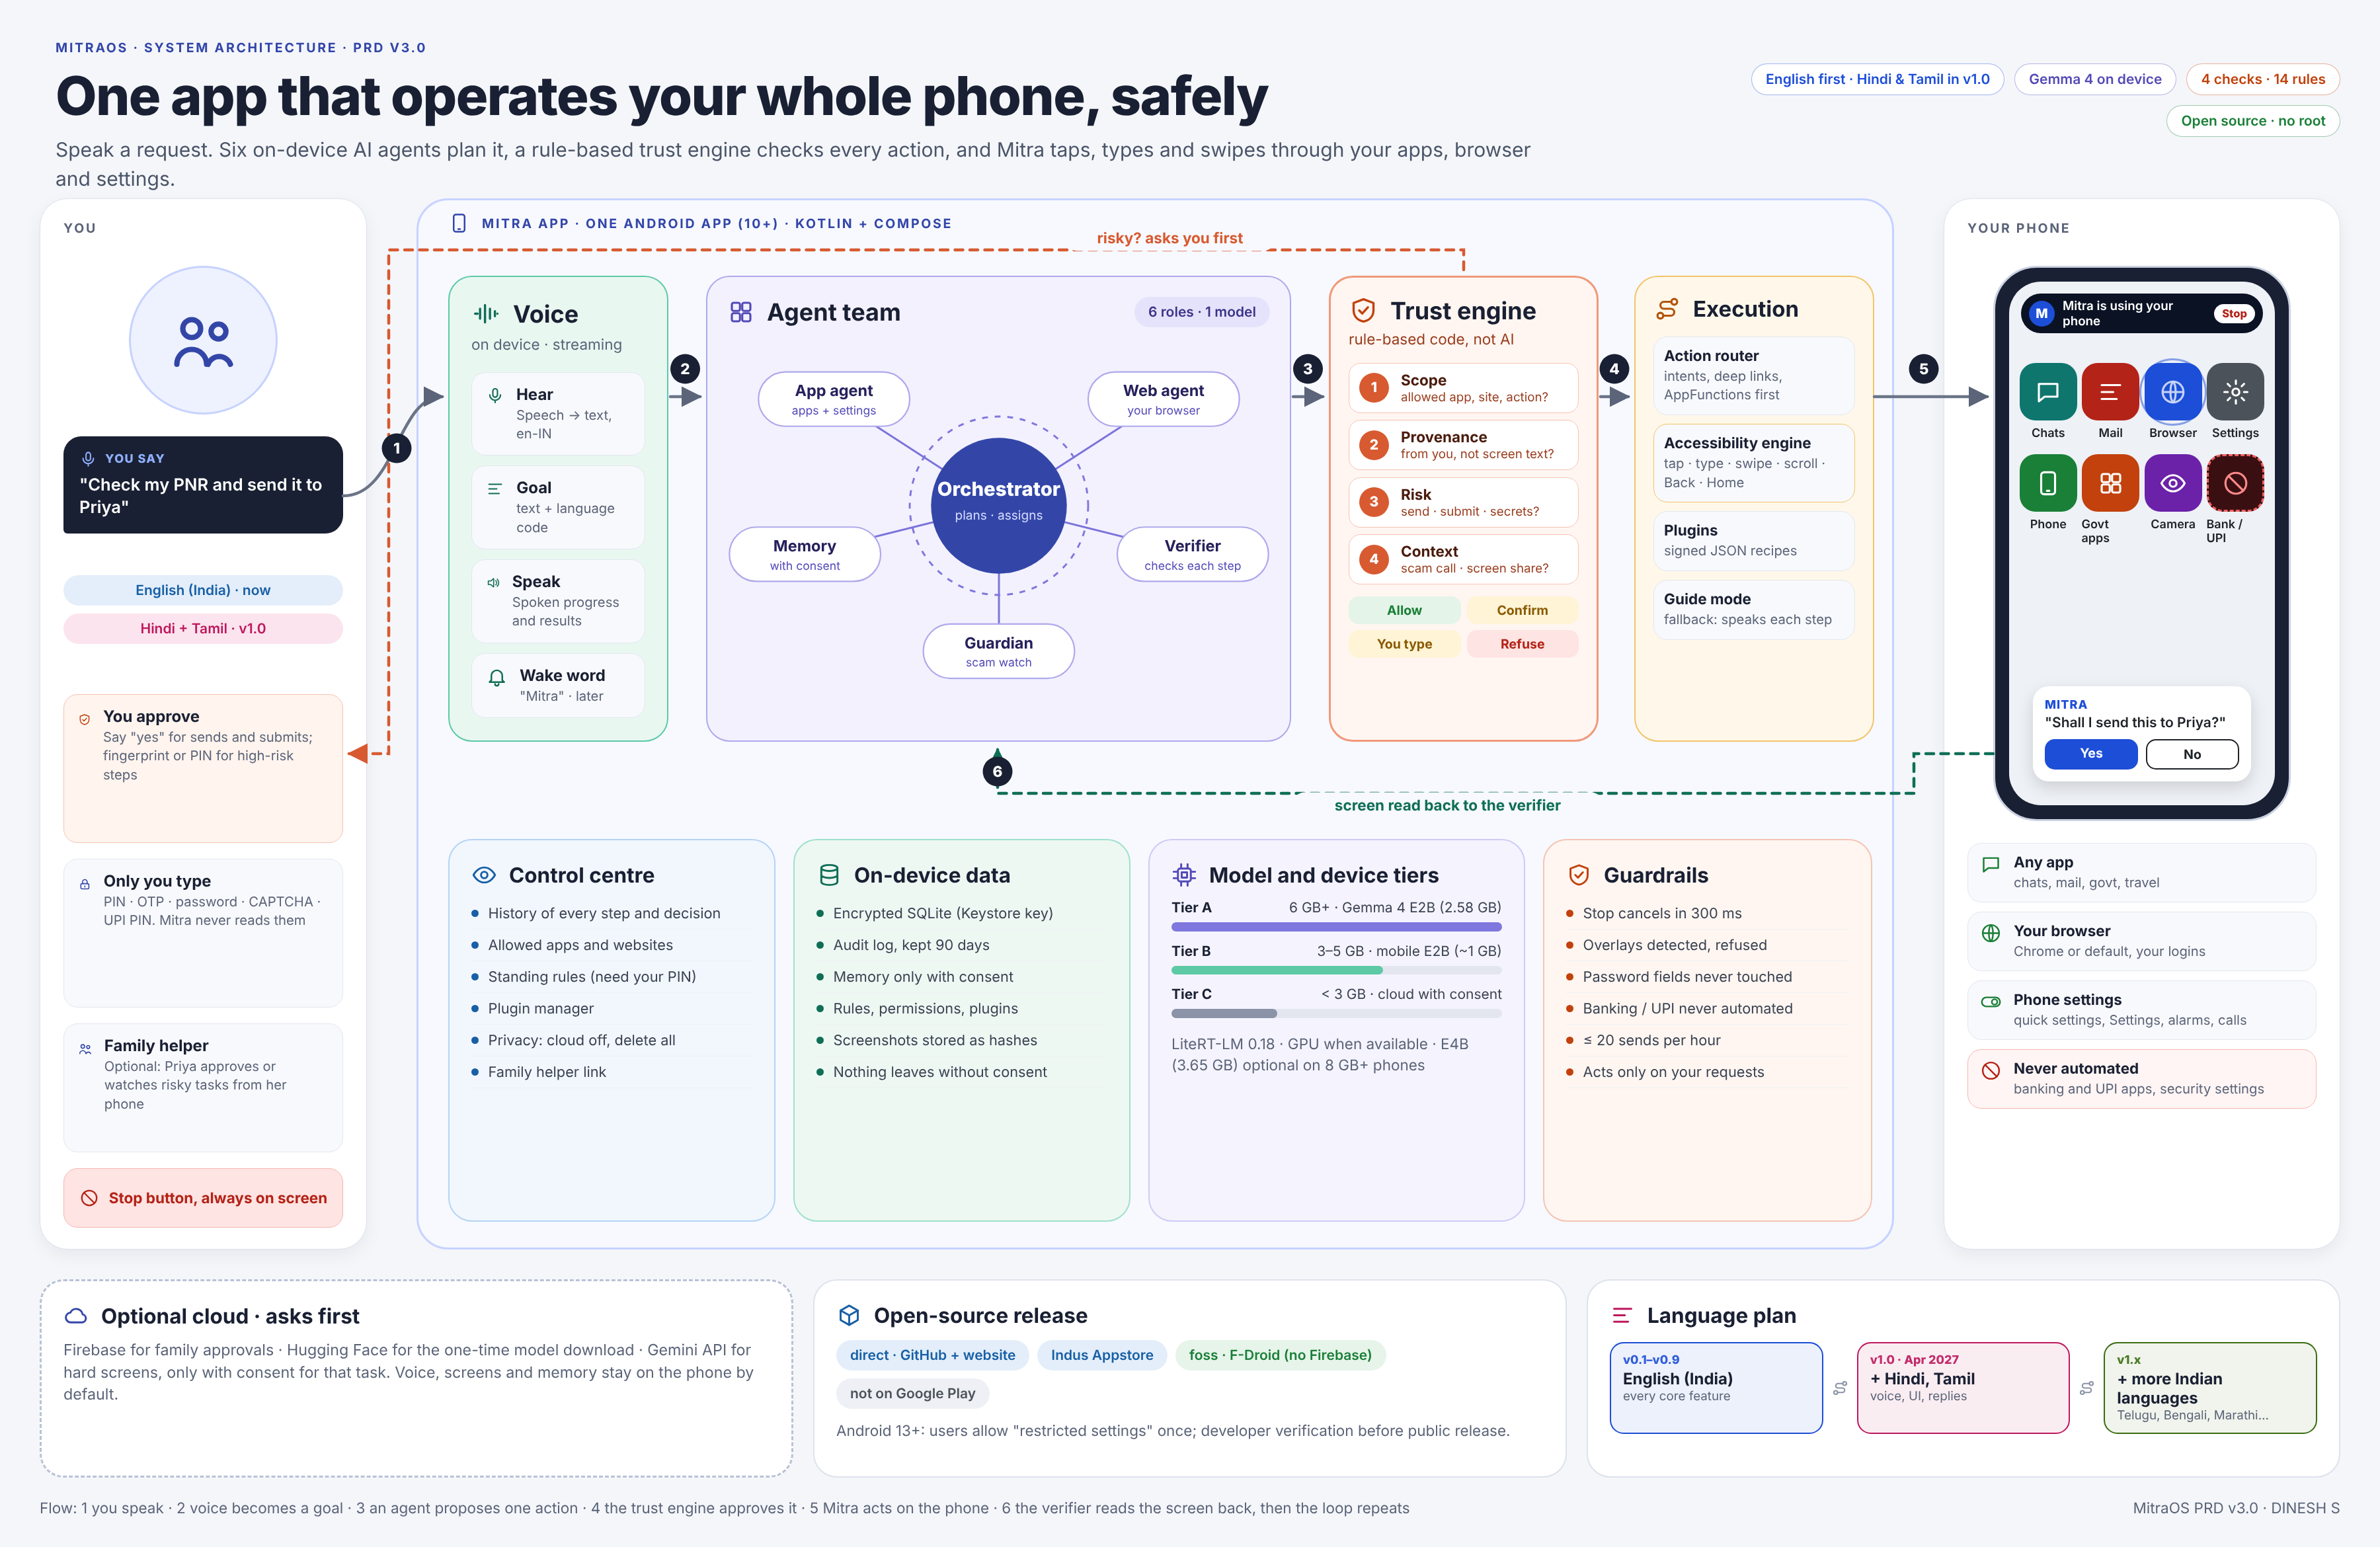 MITRAOS · SYSTEM ARCHITECTURE · PRD V3.0
One app that operates your whole phone, safely
Speak a request. Six on-device AI agents plan it, a rule-based trust engine checks every action, and Mitra taps, types and swipes through your apps, browser
and settings.
English first · Hindi & Tamil in v1.0
Gemma 4 on device
4 checks · 14 rules
Open source · no root
YOU
YOU SAY
"Check my PNR and send it to
Priya"
English (India) · now
Hindi + Tamil · v1.0
You approve
Say "yes" for sends and submits;
fingerprint or PIN for high-risk
steps
Only you type
PIN · OTP · password · CAPTCHA ·
UPI PIN. Mitra never reads them
Family helper
Optional: Priya approves or
watches risky tasks from her
phone
Stop button, always on screen
1
MITRA APP · ONE ANDROID APP (10+) · KOTLIN + COMPOSE
risky? asks you first
Voice
on device · streaming
Hear
Speech → text,
en-IN
Goal
text + language
code
Speak
Spoken progress
and results
Wake word
"Mitra" · later
2
Agent team
6 roles · 1 model
App agent
apps + settings
Web agent
your browser
Orchestrator
plans · assigns
Memory
with consent
Verifier
checks each step
Guardian
scam watch
3
Trust engine
rule-based code, not AI
1
Scope
allowed app, site, action?
2
Provenance
from you, not screen text?
3
Risk
send · submit · secrets?
4
Context
scam call · screen share?
Allow
Confirm
You type
Refuse
4
Execution
Action router
intents, deep links,
AppFunctions first
Accessibility engine
tap · type · swipe · scroll ·
Back · Home
Plugins
signed JSON recipes
Guide mode
fallback: speaks each step
5
6
screen read back to the verifier
Control centre
History of every step and decision
Allowed apps and websites
Standing rules (need your PIN)
Plugin manager
Privacy: cloud off, delete all
Family helper link
On-device data
Encrypted SQLite (Keystore key)
Audit log, kept 90 days
Memory only with consent
Rules, permissions, plugins
Screenshots stored as hashes
Nothing leaves without consent
Model and device tiers
Tier A 6 GB+ · Gemma 4 E2B (2.58 GB)
Tier B 3–5 GB · mobile E2B (~1 GB)
Tier C < 3 GB · cloud with consent
LiteRT-LM 0.18 · GPU when available · E4B
(3.65 GB) optional on 8 GB+ phones
Guardrails
Stop cancels in 300 ms
Overlays detected, refused
Password fields never touched
Banking / UPI never automated
≤ 20 sends per hour
Acts only on your requests
YOUR PHONE
M
Mitra is using your
phone
Stop
Chats
Mail
Browser
Settings
Phone
Govt
apps
Camera
Bank /
UPI
MITRA
"Shall I send this to Priya?"
Yes
No
Any app
chats, mail, govt, travel
Your browser
Chrome or default, your logins
Phone settings
quick settings, Settings, alarms, calls
Never automated
banking and UPI apps, security settings
Optional cloud · asks first
Firebase for family approvals · Hugging Face for the one-time model download · Gemini API for
hard screens, only with consent for that task. Voice, screens and memory stay on the phone by
default.
Open-source release
direct · GitHub + website
Indus Appstore
foss · F-Droid (no Firebase)
not on Google Play
Android 13+: users allow "restricted settings" once; developer verification before public release.
Language plan
v0.1–v0.9
English (India)
every core feature
v1.0 · Apr 2027
+ Hindi, Tamil
voice, UI, replies
v1.x
+ more Indian
languages
Telugu, Bengali, Marathi...
Flow: 1 you speak · 2 voice becomes a goal · 3 an agent proposes one action · 4 the trust engine approves it · 5 Mitra acts on the phone · 6 the verifier reads the screen back, then the loop repeats
MitraOS PRD v3.0 · DINESH S